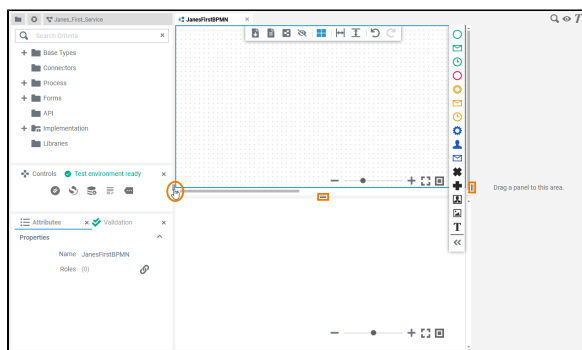 Janes_First_Service
JanesFirstBPMN
Search Criteria
Base Types
Connectors
Process
Forms
API
Implementation
Libraries
Controls
Test environment ready
Attributes
Validation
Properties
Name JanesFirstBPMN
Roles (0)
T
T
Drag a panel to this area.